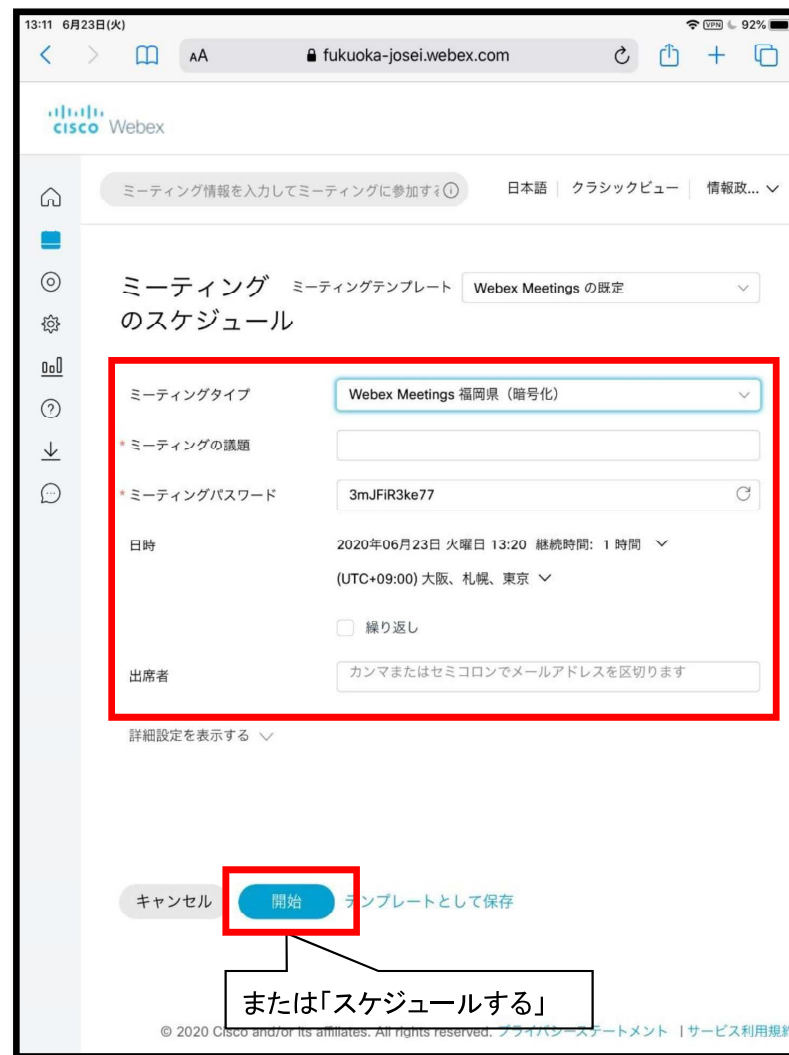 13:11 6月23日(火)
VPN 92%
AA fukuoka-josei.webex.com
CISCO Webex
ミーティング情報を入力してミーティングに参加する
日本語 クラシックビュー 情報政...
ミーティング
のスケジュール
ミーティングテンプレート Webex Meetings の既定
ミーティングタイプ Webex Meetings 福岡県（暗号化）
* ミーティングの議題
* ミーティングパスワード 3mJFiR3ke77
日時 2020年06月23日 火曜日 13:20 継続時間: 1 時間
(UTC+09:00) 大阪、札幌、東京
繰り返し
出席者 カンマまたはセミコロンでメールアドレスを区切ります
詳細設定を表示する
キャンセル 開始 テンプレートとして保存
または「スケジュールする」
© 2020 Cisco and/or its affiliates. All rights reserved. プライバシーステートメント | サービス利用規約